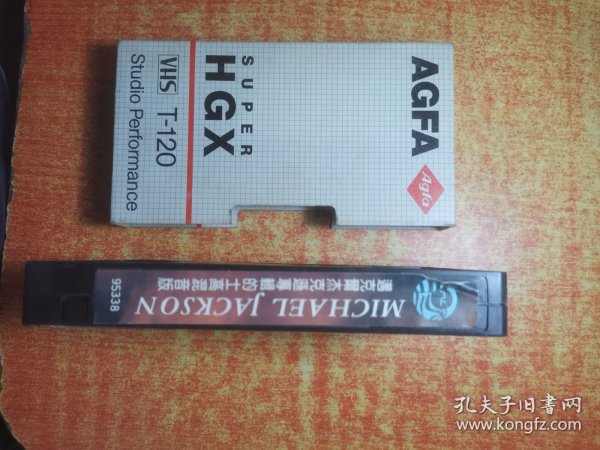 AGFA
Agfa
SUPER
HGX
VHS T-120
Studio Performance
MICHAEL JACKSON
95338
孔夫子旧书网
www.kongfz.com